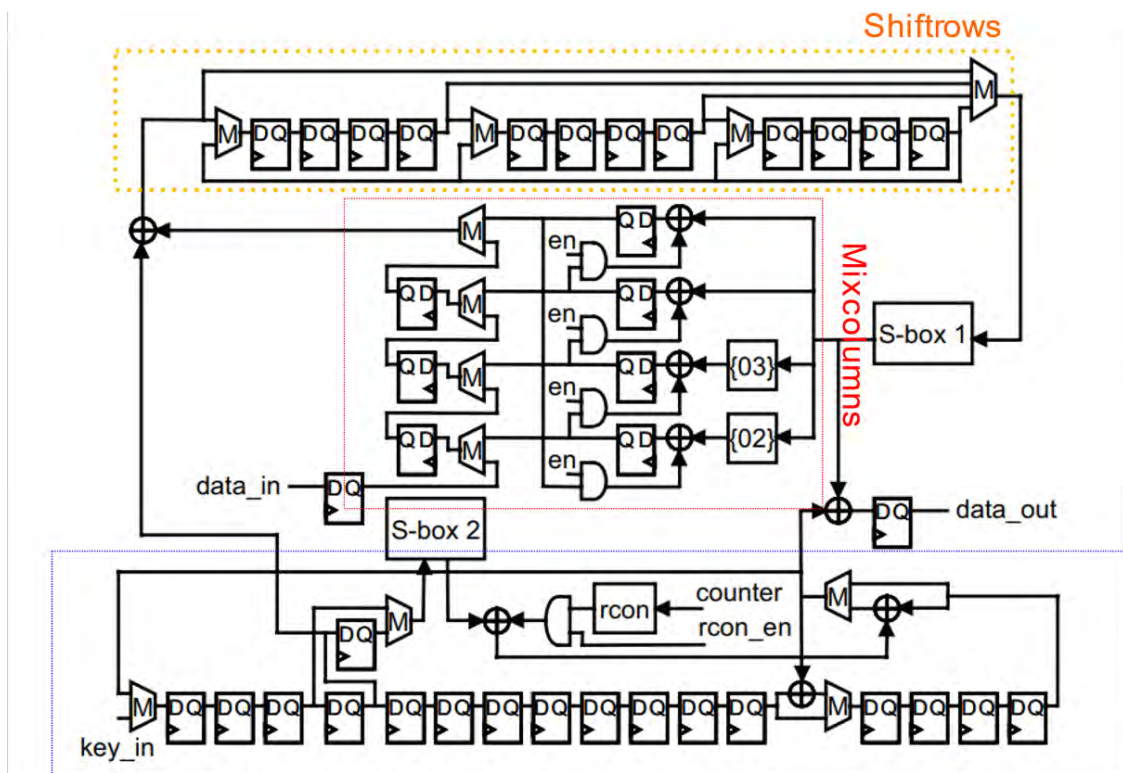 Shiftrows
M
M DQ DQ DQ DQ M DQ DQ DQ DQ M DQ DQ DQ DQ
M QD
en
QD M QD
en
Mixcolumns
S-box 1
QD M QD {03}
en
QD M QD {02}
en
data_in DQ
S-box 2
DQ data_out
M rcon counter
rcon_en
DQ M
M DQ DQ DQ DQ DQ DQ DQ DQ DQ DQ DQ DQ M DQ DQ DQ DQ
key_in